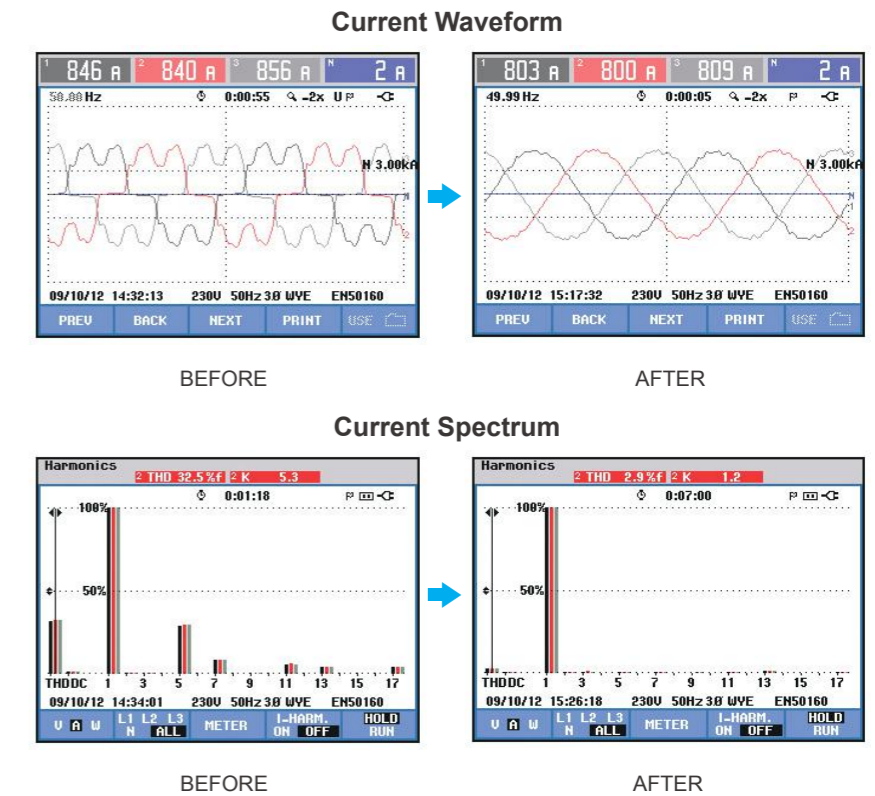 Current Waveform
1 846 A 2 840 A 3 856 A N 2 A
50.00 Hz 0:00:55 -2x U P
N 3.00kA
N
2
09/10/12 14:32:13 230V 50Hz 3Ø WYE EN50160
PREV BACK NEXT PRINT USE
BEFORE
1 803 A 2 800 A 3 809 A N 2 A
49.99 Hz 0:00:05 -2x P
N 3.00kA
3
N
1
2
09/10/12 15:17:32 230V 50Hz 3Ø WYE EN50160
PREV BACK NEXT PRINT USE
AFTER
Current Spectrum
Harmonics
2 THD 32.5%f 2 K 5.3
0:01:18 P
100%
50%
THDDC 1 3 5 7 9 11 13 15 17
09/10/12 14:34:01 230V 50Hz 3Ø WYE EN50160
V A W L1 L2 L3 N ALL METER I-HARM. ON OFF HOLD RUN
BEFORE
Harmonics
2 THD 2.9%f 2 K 1.2
0:07:00 P
100%
50%
THDDC 1 3 5 7 9 11 13 15 17
09/10/12 15:26:18 230V 50Hz 3Ø WYE EN50160
V A W L1 L2 L3 N ALL METER I-HARM. ON OFF HOLD RUN
AFTER